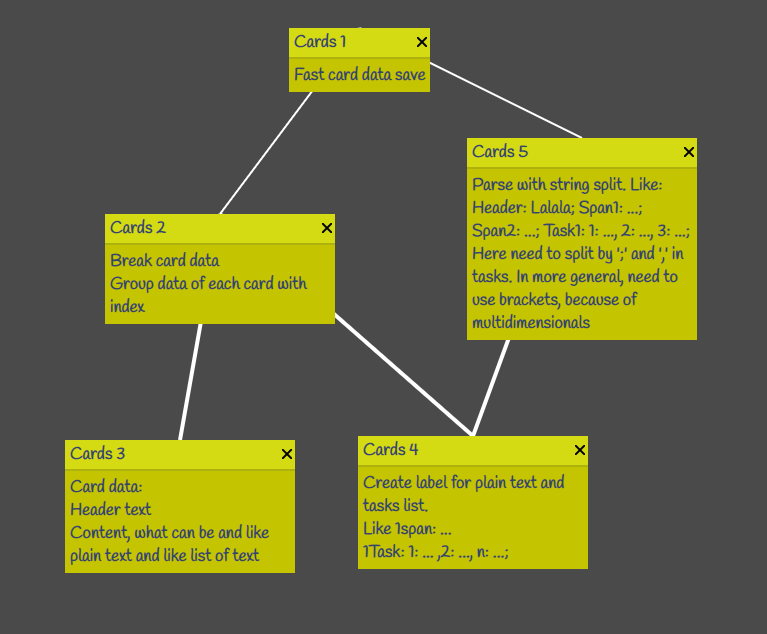 Cards 1
Fast card data save
Cards 5
Parse with string split. Like:
Header: Lalala; Span1: ...;
Span2: ...; Task1: 1: ..., 2: ..., 3: ...;
Here need to split by ';' and ',' in
tasks. In more general, need to
use brackets, because of
multidimensionals
Cards 2
Break card data
Group data of each card with
index
Cards 3
Card data:
Header text
Content, what can be and like
plain text and like list of text
Cards 4
Create label for plain text and
tasks list.
Like 1span: ...
1Task: 1: ... ,2: ..., n: ...;